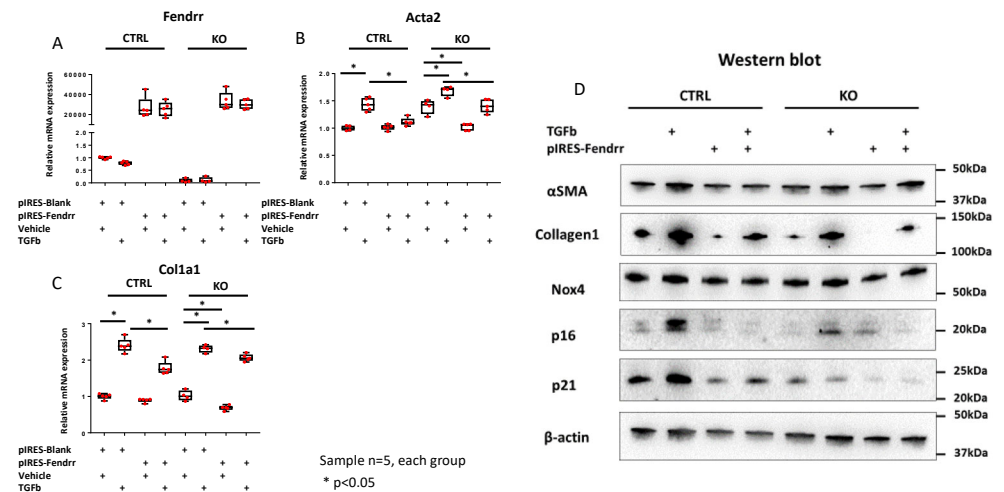 Fendrr
A
CTRL
KO
Relative mRNA expression
60000
40000
20000
2.0
1.5
1.0
0.5
0.0
pIRES-Blank + + + +
pIRES-Fendrr + + + +
Vehicle + + + +
TGFb + + + +
Acta2
B
CTRL
KO
* * * * *
Relative mRNA expression
2.0
1.5
1.0
0.5
0.0
pIRES-Blank + + + +
pIRES-Fendrr + + + +
Vehicle + + + +
TGFb + + + +
Col1a1
C
CTRL
KO
* * * * *
Relative mRNA expression
3
2
1
0
pIRES-Blank + + + +
pIRES-Fendrr + + + +
Vehicle + + + +
TGFb + + + +
Sample n=5, each group
* p<0.05
Western blot
D
CTRL
KO
TGFb + + + +
pIRES-Fendrr + + + +
αSMA
50kDa
37kDa
Collagen1
150kDa
100kDa
Nox4
50kDa
p16
20kDa
p21
25kDa
20kDa
β-actin
50kDa
37kDa